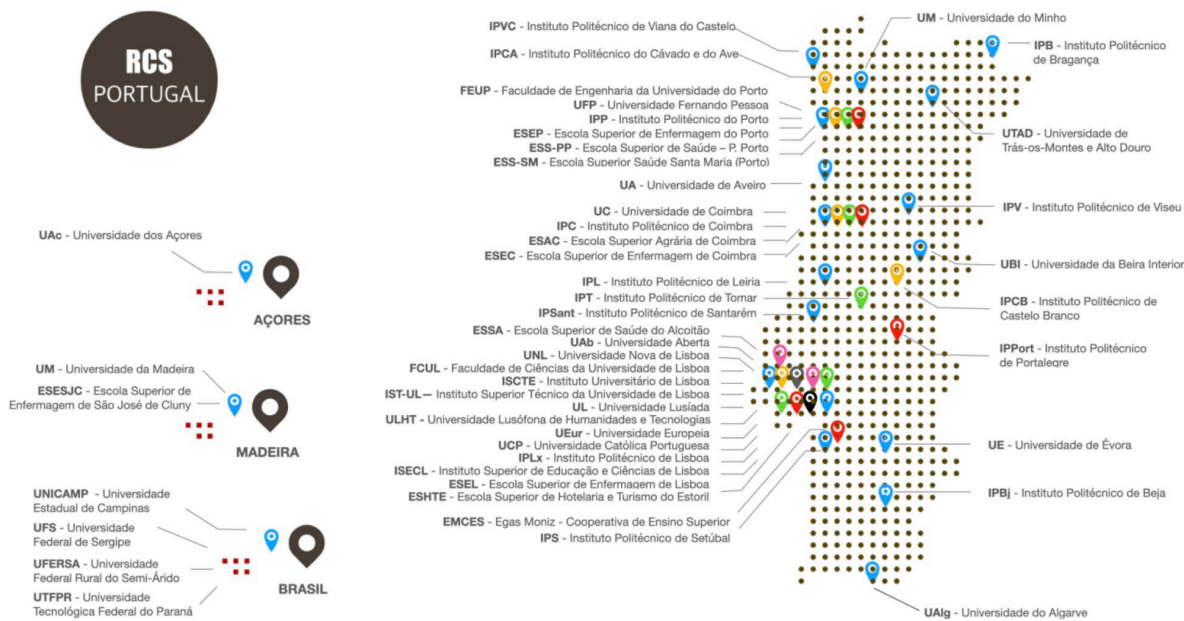 RCS
PORTUGAL
UAc - Universidade dos Açores
AÇORES
UM - Universidade da Madeira
ESESJC - Escola Superior de
Enfermagem de São José de Cluny
MADEIRA
UNICAMP - Universidade
Estadual de Campinas
UFS - Universidade
Federal de Sergipe
UFERSA - Universidade
Federal Rural do Semi-Árido
UTFPR - Universidade
Tecnológica Federal do Paraná
BRASIL
IPVC - Instituto Politécnico de Viana do Castelo
IPCA - Instituto Politécnico do Cávado e do Ave
FEUP - Faculdade de Engenharia da Universidade do Porto
UFP - Universidade Fernando Pessoa
IPP - Instituto Politécnico do Porto
ESEP - Escola Superior de Enfermagem do Porto
ESS-PP - Escola Superior de Saúde – P. Porto
ESS-SM - Escola Superior Saúde Santa Maria (Porto)
UA - Universidade de Aveiro
UC - Universidade de Coimbra
IPC - Instituto Politécnico de Coimbra
ESAC - Escola Superior Agrária de Coimbra
ESEC - Escola Superior de Enfermagem de Coimbra
IPL - Instituto Politécnico de Leiria
IPT - Instituto Politécnico de Tomar
IPSant - Instituto Politécnico de Santarém
ESSA - Escola Superior de Saúde do Alcoitão
UAb - Universidade Aberta
UNL - Universidade Nova de Lisboa
FCUL - Faculdade de Ciências da Universidade de Lisboa
ISCTE - Instituto Universitário de Lisboa
IST-UL— Instituto Superior Técnico da Universidade de Lisboa
UL - Universidade Lusíada
ULHT - Universidade Lusófona de Humanidades e Tecnologias
UEur - Universidade Europeia
UCP - Universidade Católica Portuguesa
IPLx - Instituto Politécnico de Lisboa
ISECL - Instituto Superior de Educação e Ciências de Lisboa
ESEL - Escola Superior de Enfermagem de Lisboa
ESHTE - Escola Superior de Hotelaria e Turismo do Estoril
EMCES - Egas Moniz - Cooperativa de Ensino Superior
IPS - Instituto Politécnico de Setúbal
UM - Universidade do Minho
IPB - Instituto Politécnico
de Bragança
UTAD - Universidade de
Trás-os-Montes e Alto Douro
IPV - Instituto Politécnico de Viseu
UBI - Universidade da Beira Interior
IPCB - Instituto Politécnico de
Castelo Branco
IPPort - Instituto Politécnico
de Portalegre
UE - Universidade de Évora
IPBj - Instituto Politécnico de Beja
UAlg - Universidade do Algarve